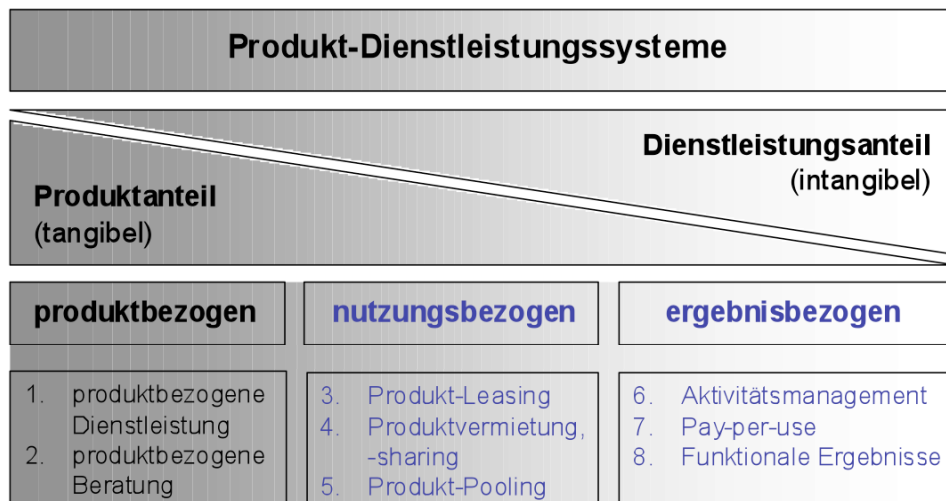 Produkt-Dienstleistungssysteme
Dienstleistungsanteil
(intangibel)
Produktanteil
(tangibel)
produktbezogen
1. produktbezogene
Dienstleistung
2. produktbezogene
Beratung
nutzungsbezogen
3. Produkt-Leasing
4. Produktvermietung,
-sharing
5. Produkt-Pooling
ergebnisbezogen
6. Aktivitätsmanagement
7. Pay-per-use
8. Funktionale Ergebnisse